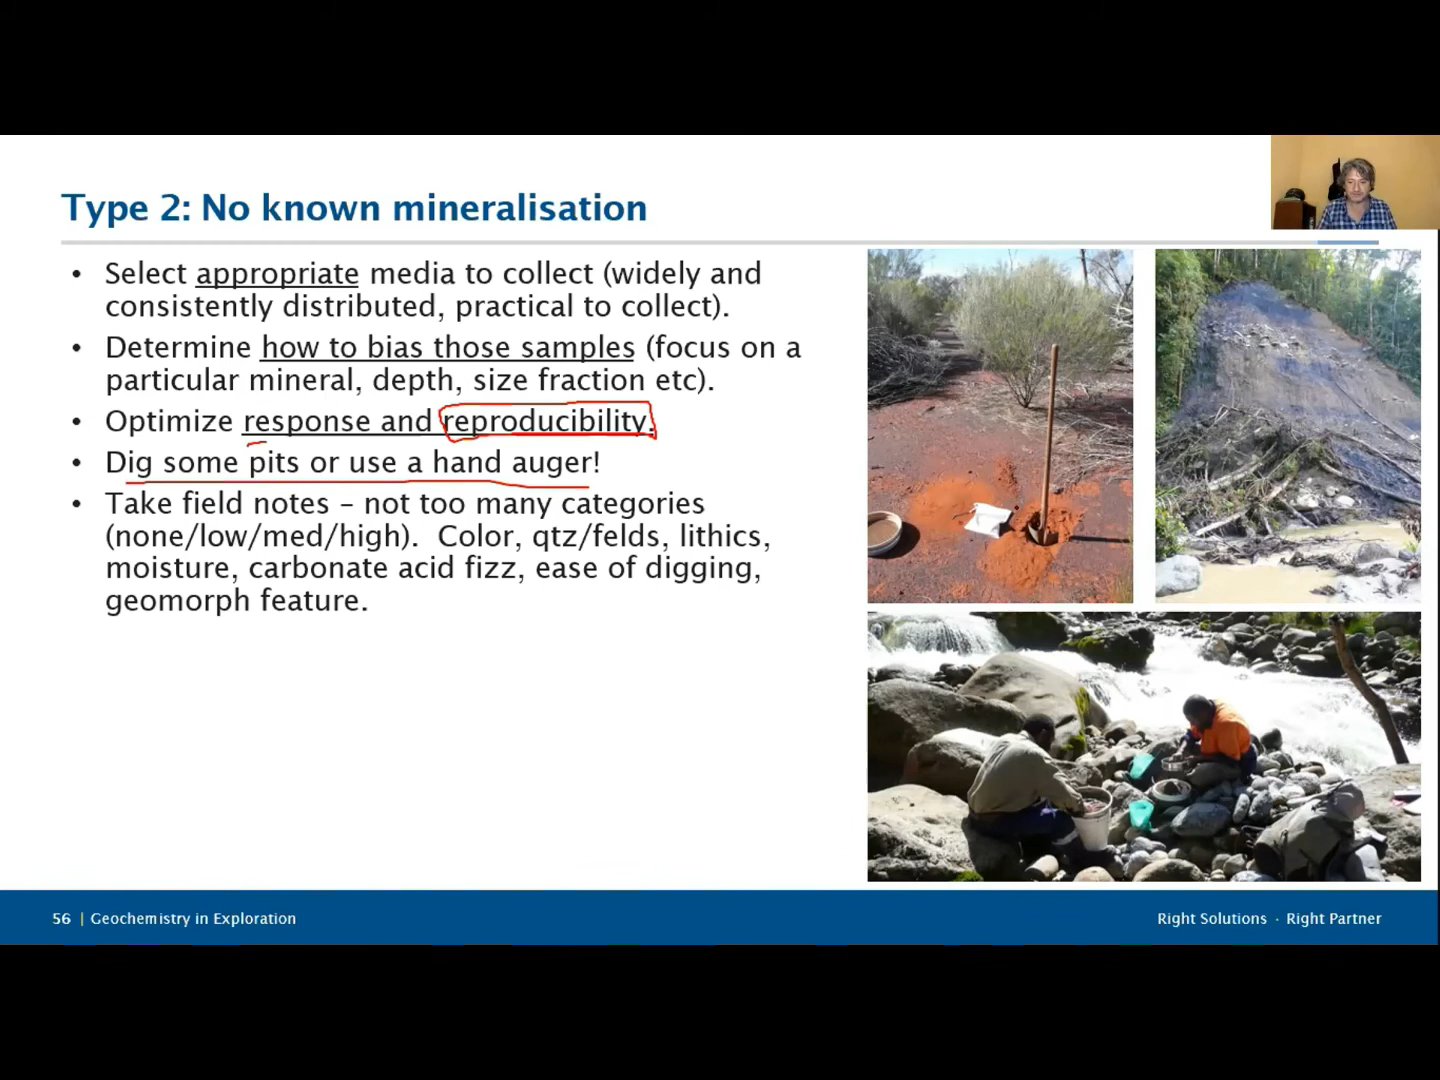 Type 2: No known mineralisation
• Select appropriate media to collect (widely and
consistently distributed, practical to collect).
• Determine how to bias those samples (focus on a
particular mineral, depth, size fraction etc).
• Optimize response and reproducibility.
• Dig some pits or use a hand auger!
• Take field notes – not too many categories
(none/low/med/high).  Color, qtz/felds, lithics,
moisture, carbonate acid fizz, ease of digging,
geomorph feature.
56 | Geochemistry in Exploration
Right Solutions · Right Partner